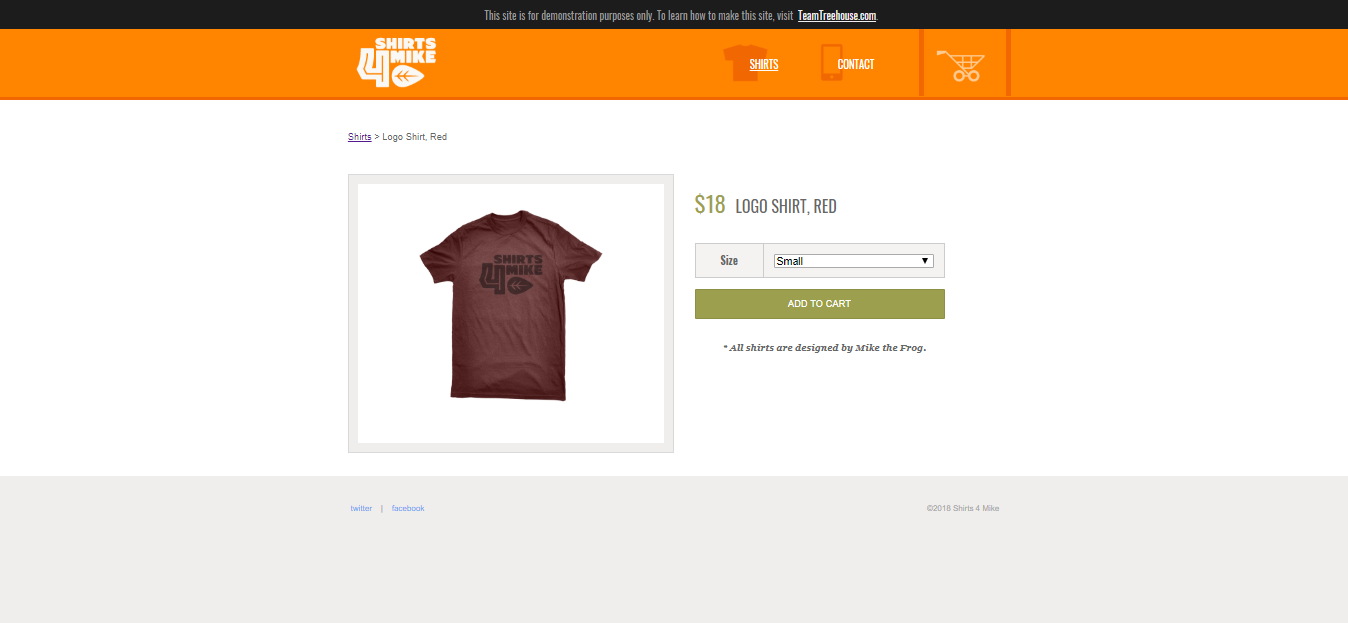 This site is for demonstration purposes only. To learn how to make this site, visit TeamTreehouse.com.
SHIRTS
4 MIKE
SHIRTS
CONTACT
Shirts > Logo Shirt, Red
SHIRTS
4 MIKE
$18 LOGO SHIRT, RED
Size
Small
ADD TO CART
* All shirts are designed by Mike the Frog.
twitter | facebook
©2018 Shirts 4 Mike